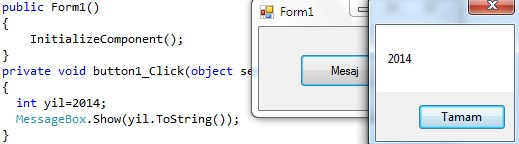 public Form1()
{
InitializeComponent();
}
private void button1_Click(object se
{
int yil=2014;
MessageBox.Show(yil.ToString());
}
Form1
Mesaj
2014
Tamam